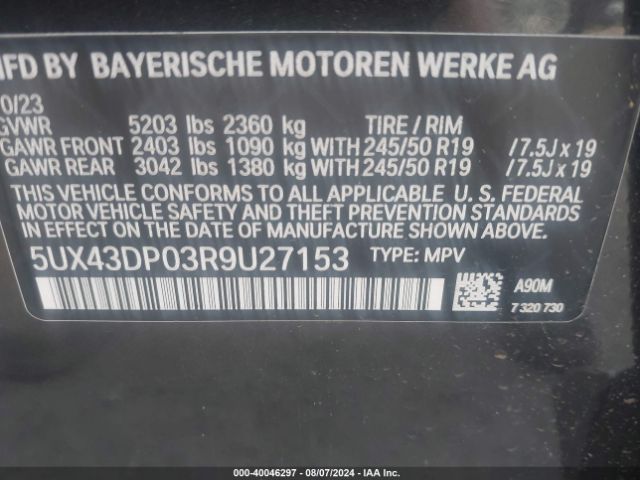 MFD BY BAYERISCHE MOTOREN WERKE AG
0/23
GVWR 5203 lbs 2360 kg TIRE / RIM
GAWR FRONT 2403 lbs 1090 kg WITH 245/50 R19 / 7.5J x 19
GAWR REAR 3042 lbs 1380 kg WITH 245/50 R19 / 7.5J x 19
THIS VEHICLE CONFORMS TO ALL APPLICABLE U. S. FEDERAL
MOTOR VEHICLE SAFETY AND THEFT PREVENTION STANDARDS
IN EFFECT ON THE DATE OF MANUFACTURE SHOWN ABOVE.
5UX43DP03R9U27153 TYPE: MPV
A90M
7 320 730
COPART - 40046297 - 08/07/2024 - IAA Inc.